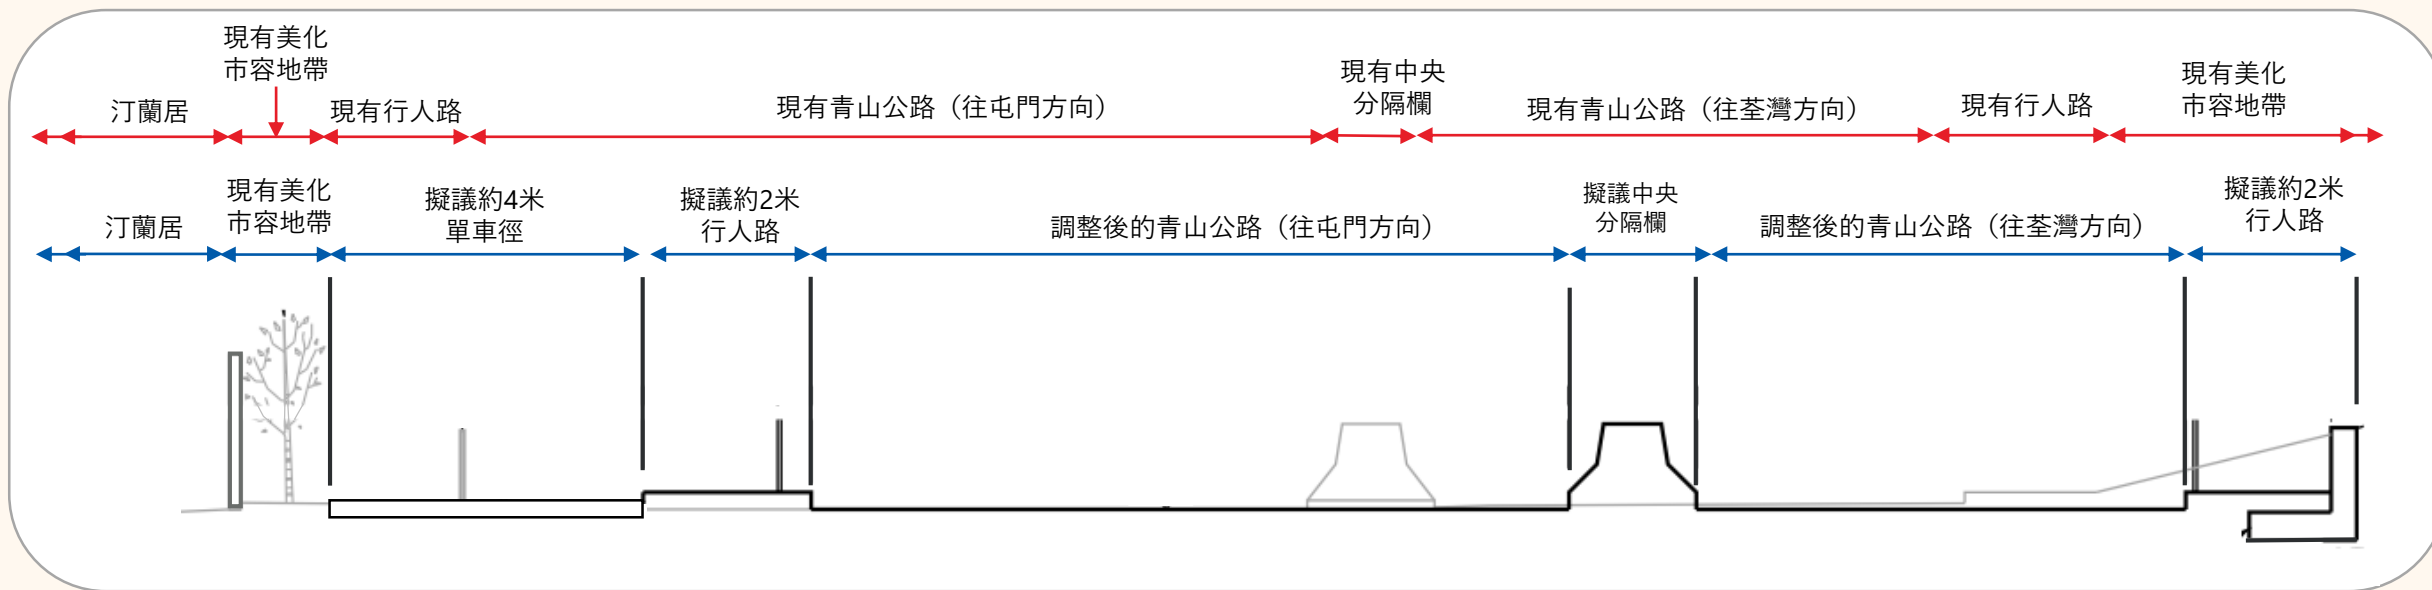 現有美化
市容地帶
汀蘭居
現有行人路
現有青山公路（往屯門方向）
現有中央
分隔欄
現有青山公路（往荃灣方向）
現有行人路
現有美化
市容地帶
汀蘭居
現有美化
市容地帶
擬議約4米
單車徑
擬議約2米
行人路
調整後的青山公路（往屯門方向）
擬議中央
分隔欄
調整後的青山公路（往荃灣方向）
擬議約2米
行人路